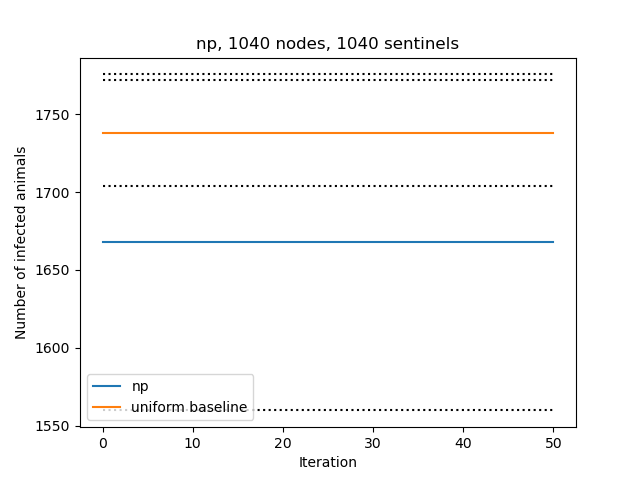 np, 1040 nodes, 1040 sentinels
Number of infected animals
1750
1700
1650
1600
1550
np
uniform baseline
0 10 20 30 40 50
Iteration